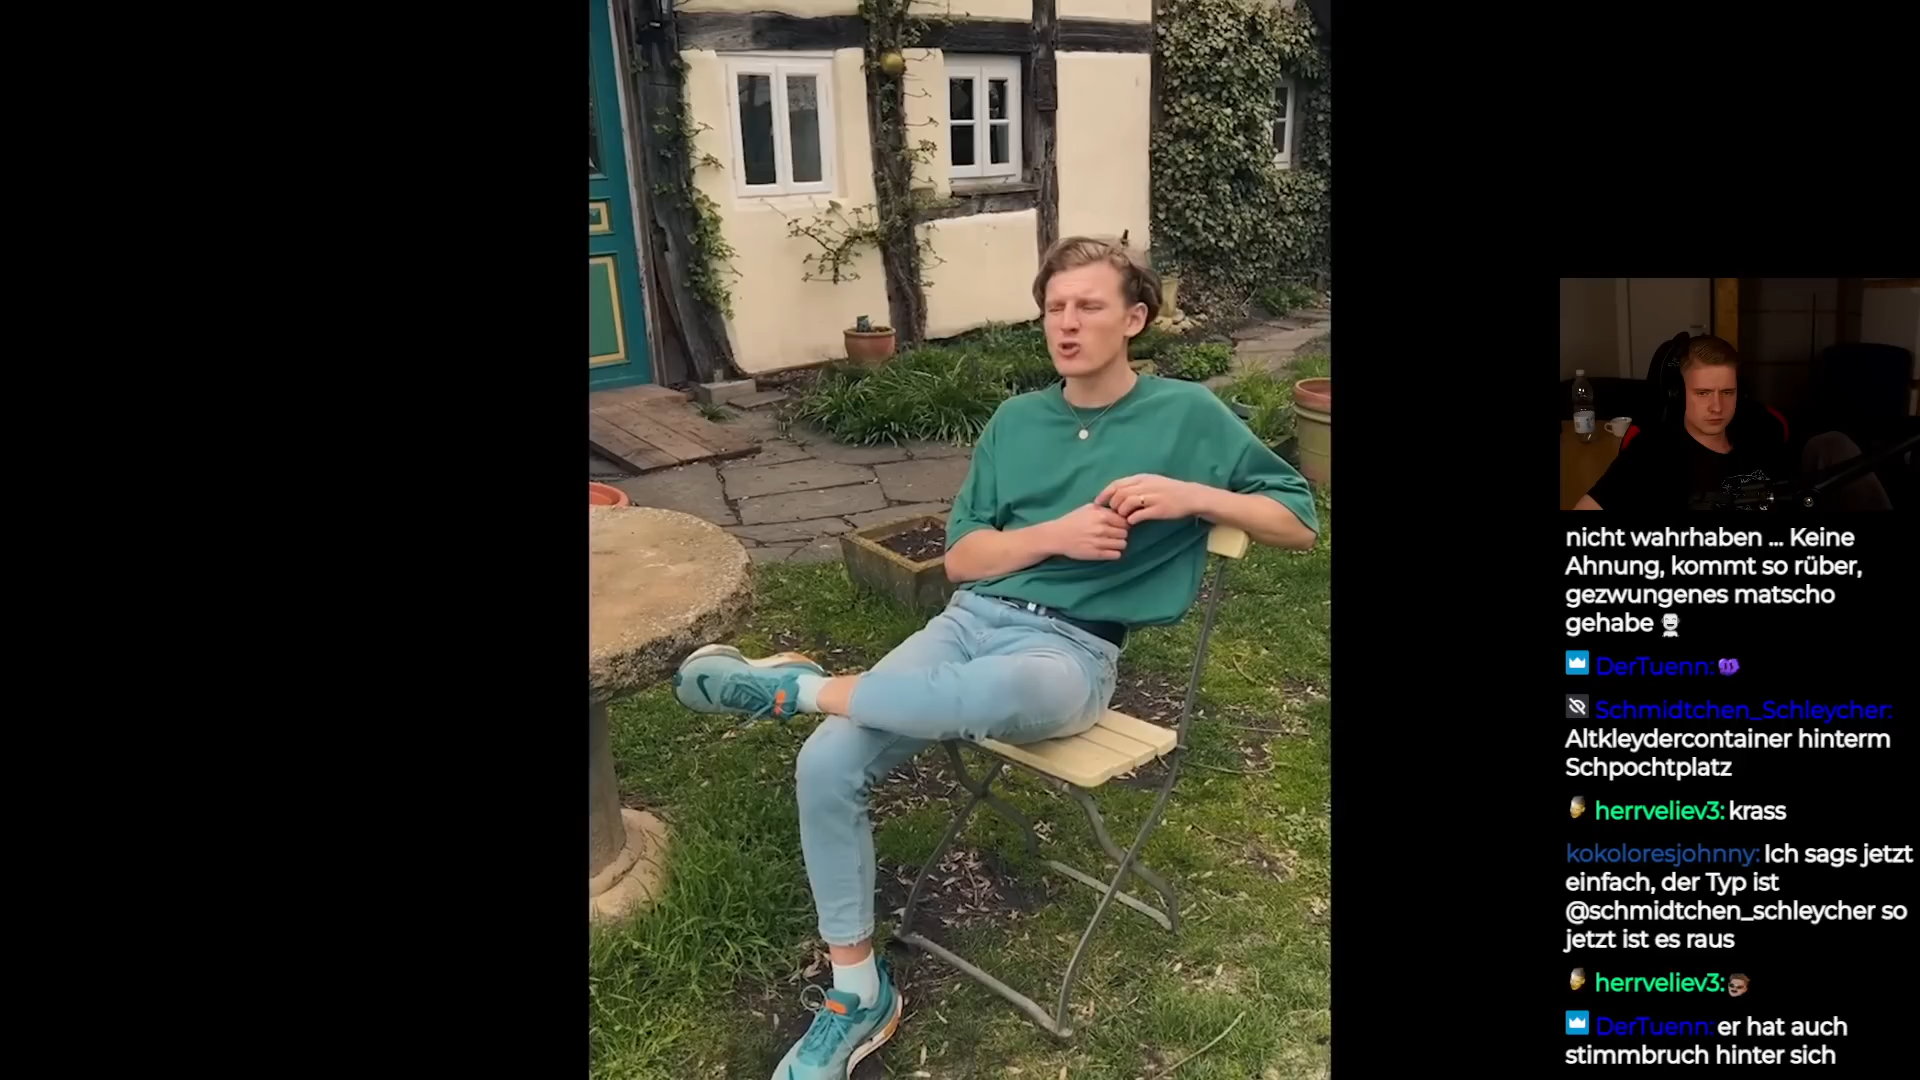 nicht wahrhaben ... Keine
Ahnung, kommt so rüber,
gezwungenes matscho
gehabe
DerTuenn:
Schmidtchen_Schleycher:
Altkleydercontainer hinterm
Schpochtplatz
herrveliev3: krass
kokoloresjohnny: Ich sags jetzt
einfach, der Typ ist
@schmidtchen_schleycher so
jetzt ist es raus
herrveliev3:
DerTuenn: er hat auch
stimmbruch hinter sich